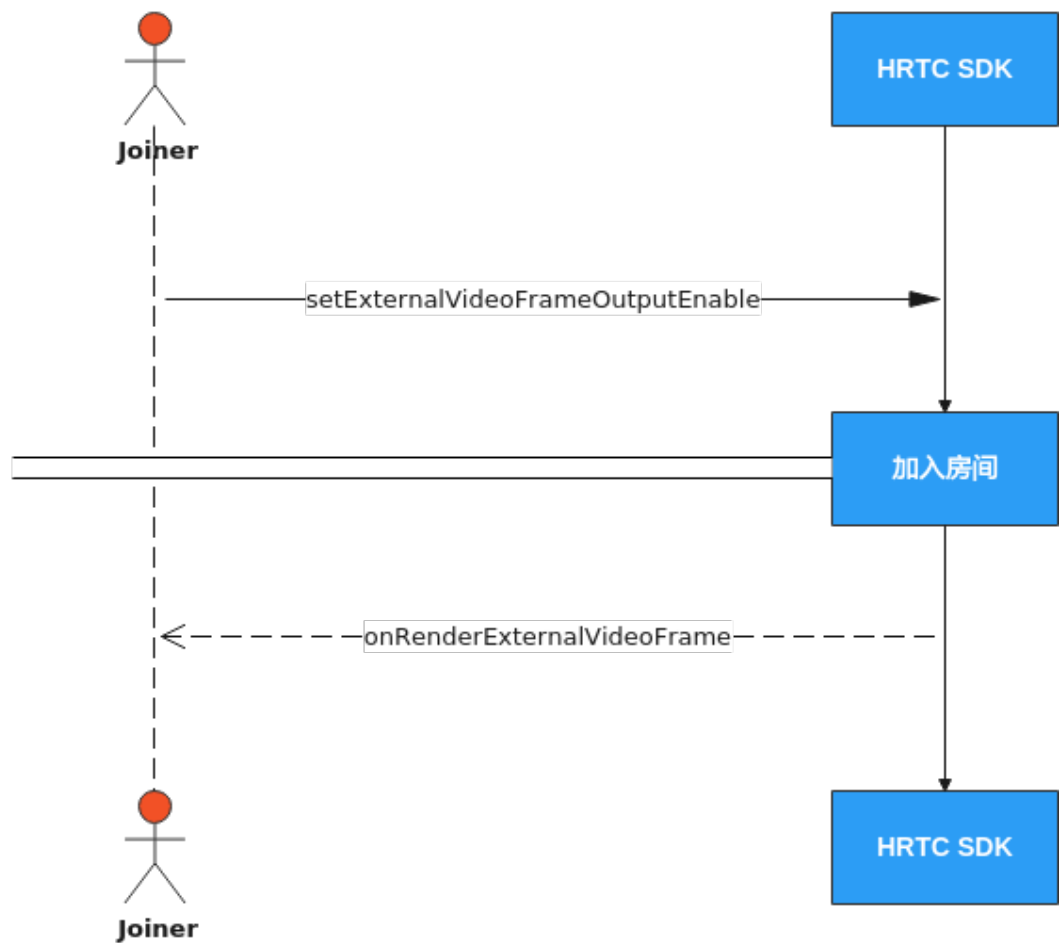 HRTC SDK
Joiner
setExternalVideoFrameOutputEnable
加入房间
onRenderExternalVideoFrame
HRTC SDK
Joiner